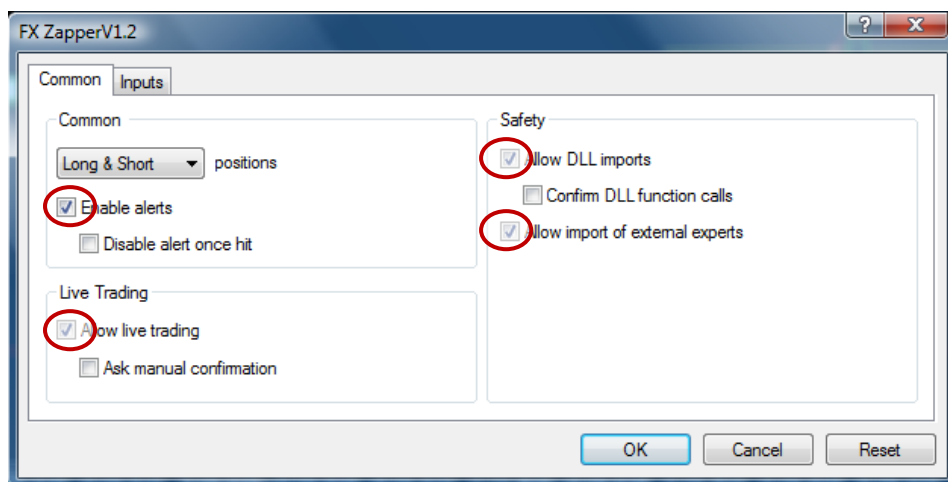 FX ZapperV1.2
?
X
Common
Inputs
Common
Long & Short
positions
Enable alerts
Disable alert once hit
Live Trading
Allow live trading
Ask manual confirmation
Safety
Allow DLL imports
Confirm DLL function calls
Allow import of external experts
OK
Cancel
Reset